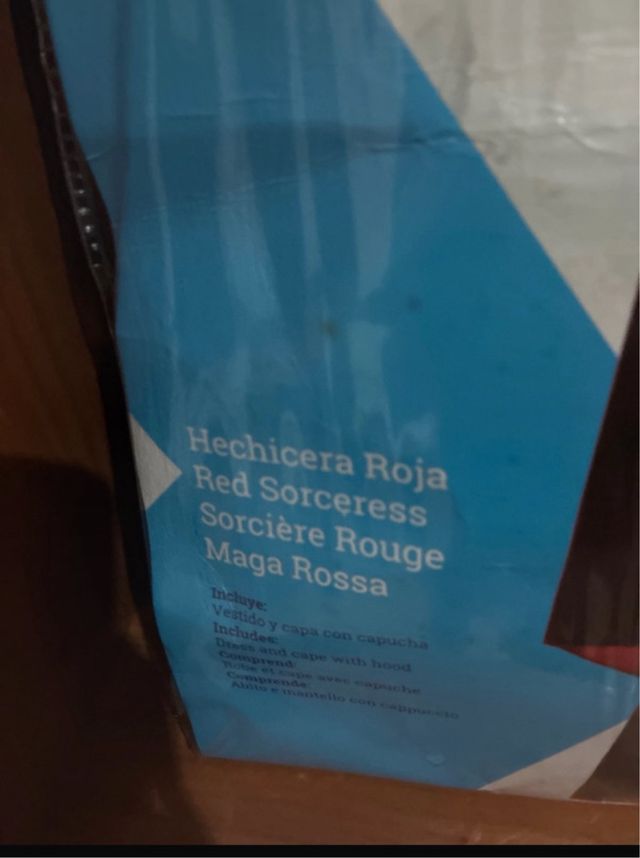 Hechicera Roja
Red Sorceress
Sorcière Rouge
Maga Rossa
Incluye:
Vestido y capa con capucha
Includes:
Dress and cape with hood
Comprend:
Robe et cape avec capuche
Comprende:
Abito e mantello con cappuccio